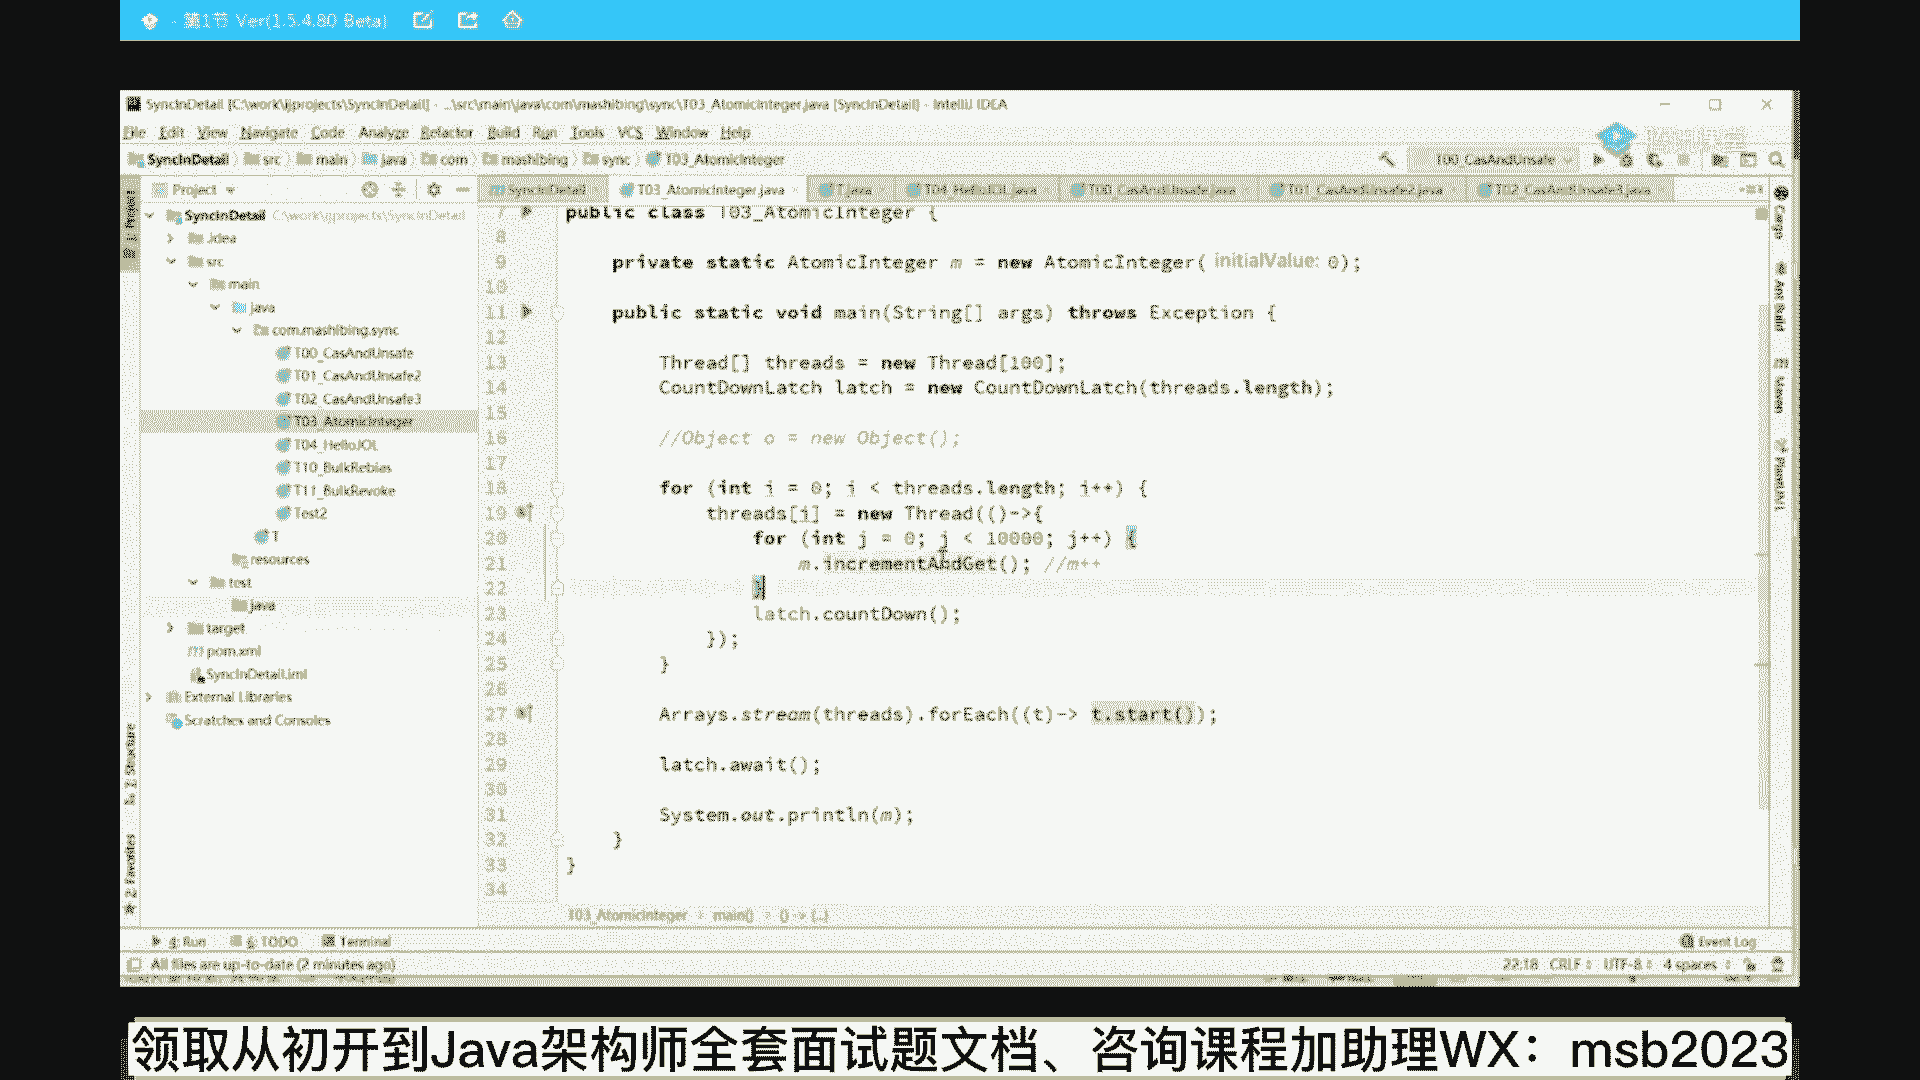 - 第1节 Ver(1.5.4.80 Beta)
SyncInDetail [C:\work\ijprojects\SyncInDetail] - ...\src\main\java\com\mashibing\sync\T03_AtomicInteger.java [SyncInDetail] - IntelliJ IDEA
File Edit View Navigate Code Analyze Refactor Build Run Tools VCS Window Help
SyncInDetail src main java com mashibing sync T03_AtomicInteger
T00_CasAndUnsafe
Project
SyncInDetail T03_AtomicInteger.java T.java T04_HelloJOL.java T00_CasAndUnsafe.java T01_CasAndUnsafe2.java T02_CasAndUnsafe3.java
1: Project
SyncInDetail C:\work\ijprojects\SyncInDetail
.idea
src
main
java
com.mashibing.sync
T00_CasAndUnsafe
T01_CasAndUnsafe2
T02_CasAndUnsafe3
T03_AtomicInteger
T04_HelloJOL
T10_BulkRebias
T11_BulkRevoke
Test2
T
resources
test
java
target
pom.xml
SyncInDetail.iml
External Libraries
Scratches and Consoles
7 public class T03_AtomicInteger {
8
9 private static AtomicInteger m = new AtomicInteger( initialValue: 0);
10
11 public static void main(String[] args) throws Exception {
12
13 Thread[] threads = new Thread[100];
14 CountDownLatch latch = new CountDownLatch(threads.length);
15
16 //Object o = new Object();
17
18 for (int i = 0; i < threads.length; i++) {
19 threads[i] = new Thread(()->{
20 for (int j = 0; j < 10000; j++) {
21 m.incrementAndGet(); //m++
22 }
23 latch.countDown();
24 });
25 }
26
27 Arrays.stream(threads).forEach((t)-> t.start());
28
29 latch.await();
30
31 System.out.println(m);
32 }
33 }
34
T03_AtomicInteger main() () -> {...}
Ant Build
Maven
PlantUML
Z: Structure
2: Favorites
4: Run 6: TODO Terminal
Event Log
All files are up-to-date (2 minutes ago)
22:18 CRLF UTF-8 4 spaces
领取从初开到Java架构师全套面试题文档、咨询课程加助理WX：msb2023